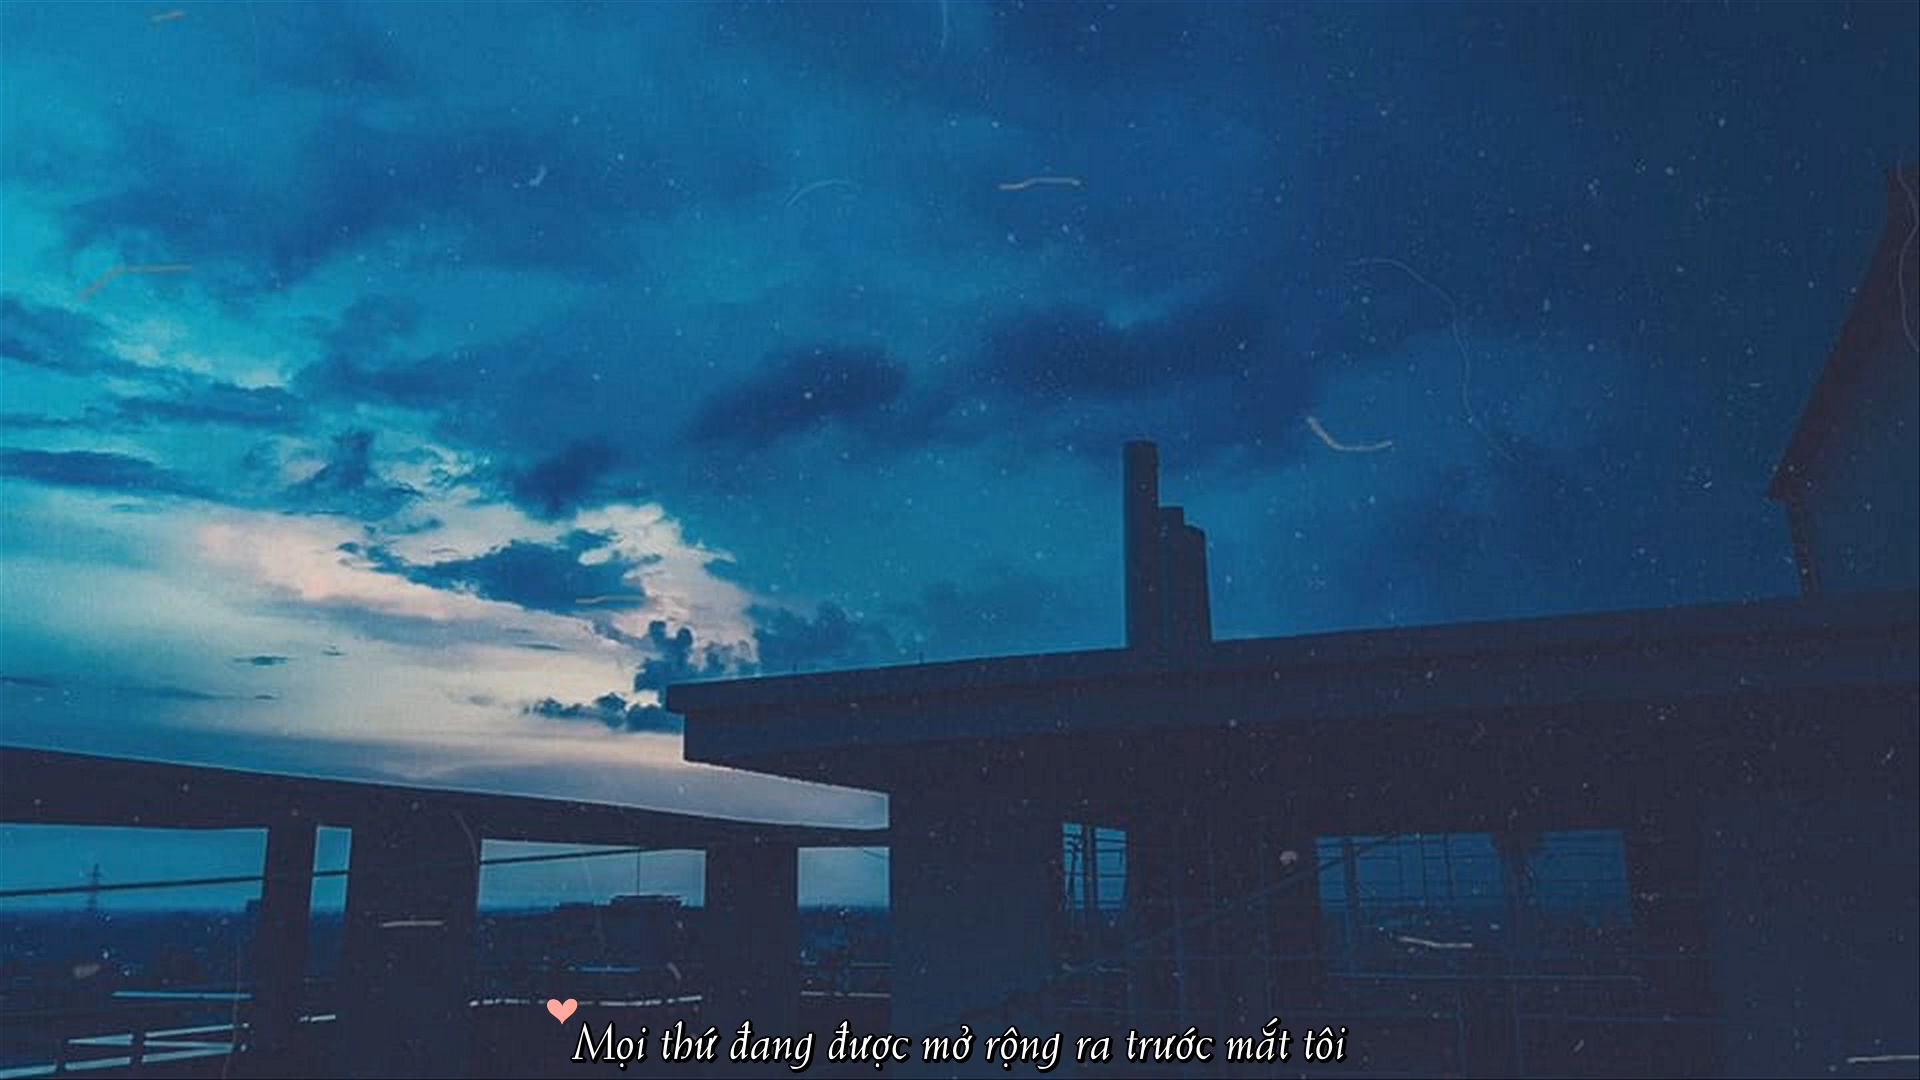 Mọi thứ đang được mở rộng ra trước mắt tôi